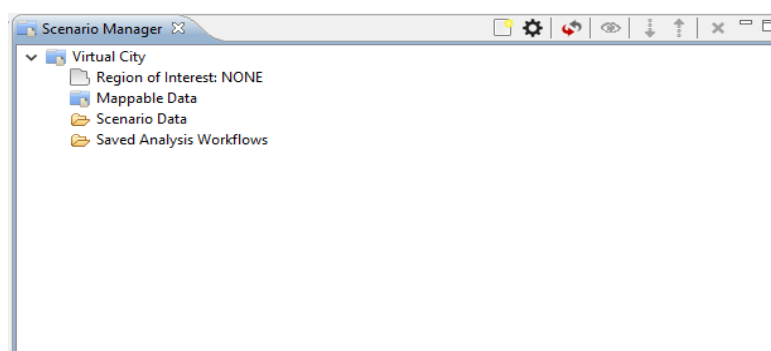 Scenario Manager
Virtual City
Region of Interest: NONE
Mappable Data
Scenario Data
Saved Analysis Workflows